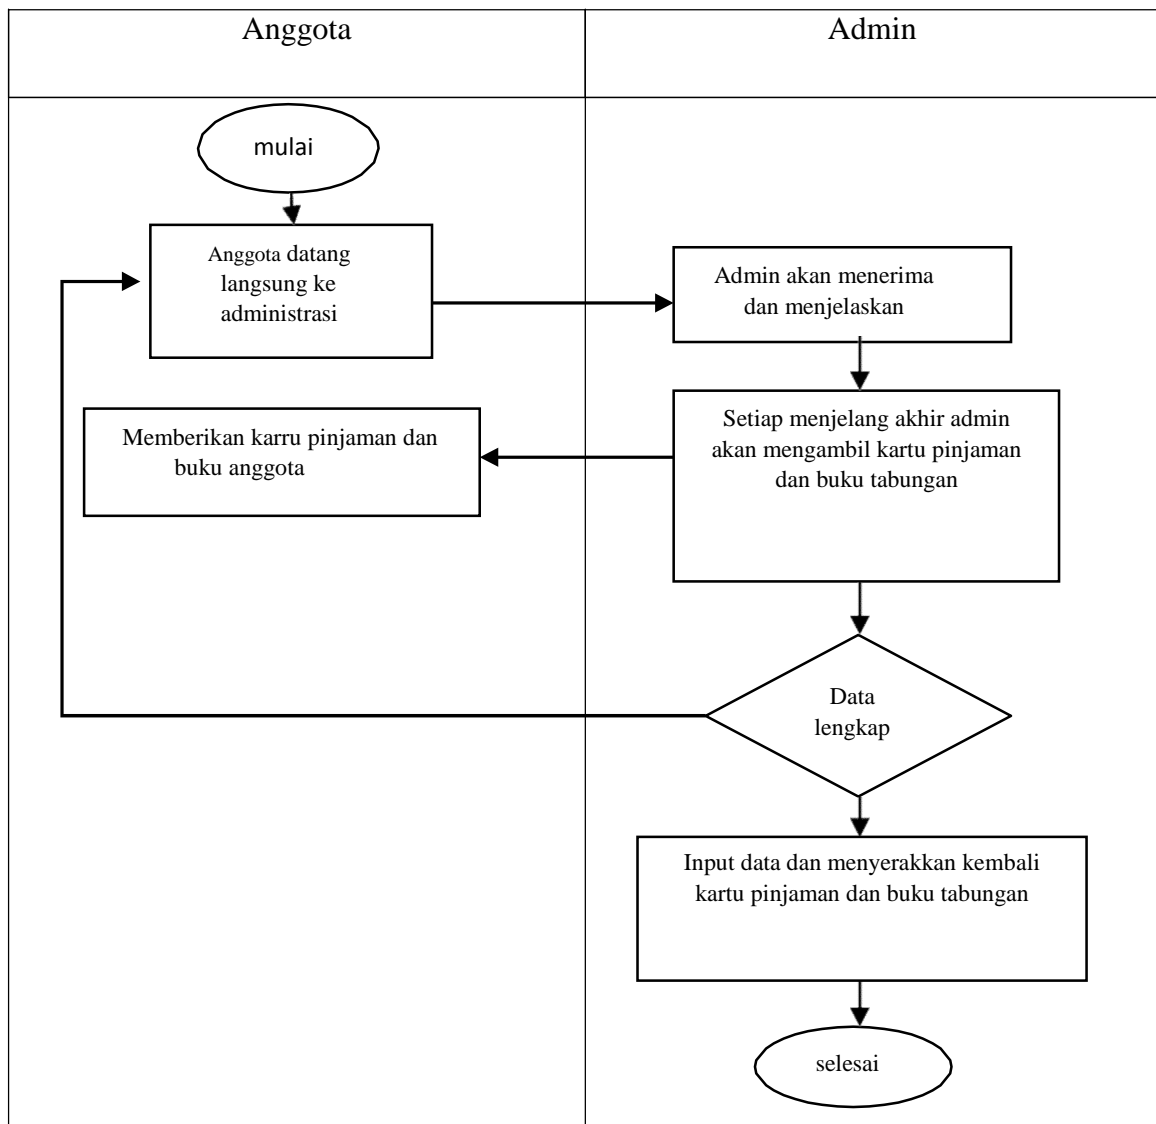 Anggota
Admin
mulai
Anggota datang
langsung ke
administrasi
Admin akan menerima
dan menjelaskan
Memberikan karru pinjaman dan
buku anggota
Setiap menjelang akhir admin
akan mengambil kartu pinjaman
dan buku tabungan
Data
lengkap
Input data dan menyerakkan kembali
kartu pinjaman dan buku tabungan
selesai